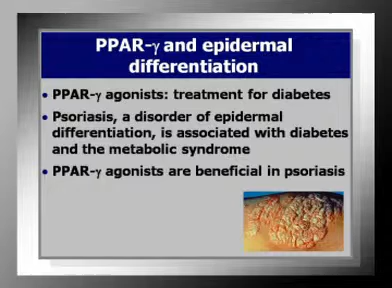 PPAR-γ and epidermal
differentiation
• PPAR-γ agonists: treatment for diabetes
• Psoriasis, a disorder of epidermal
differentiation, is associated with diabetes
and the metabolic syndrome
• PPAR-γ agonists are beneficial in psoriasis